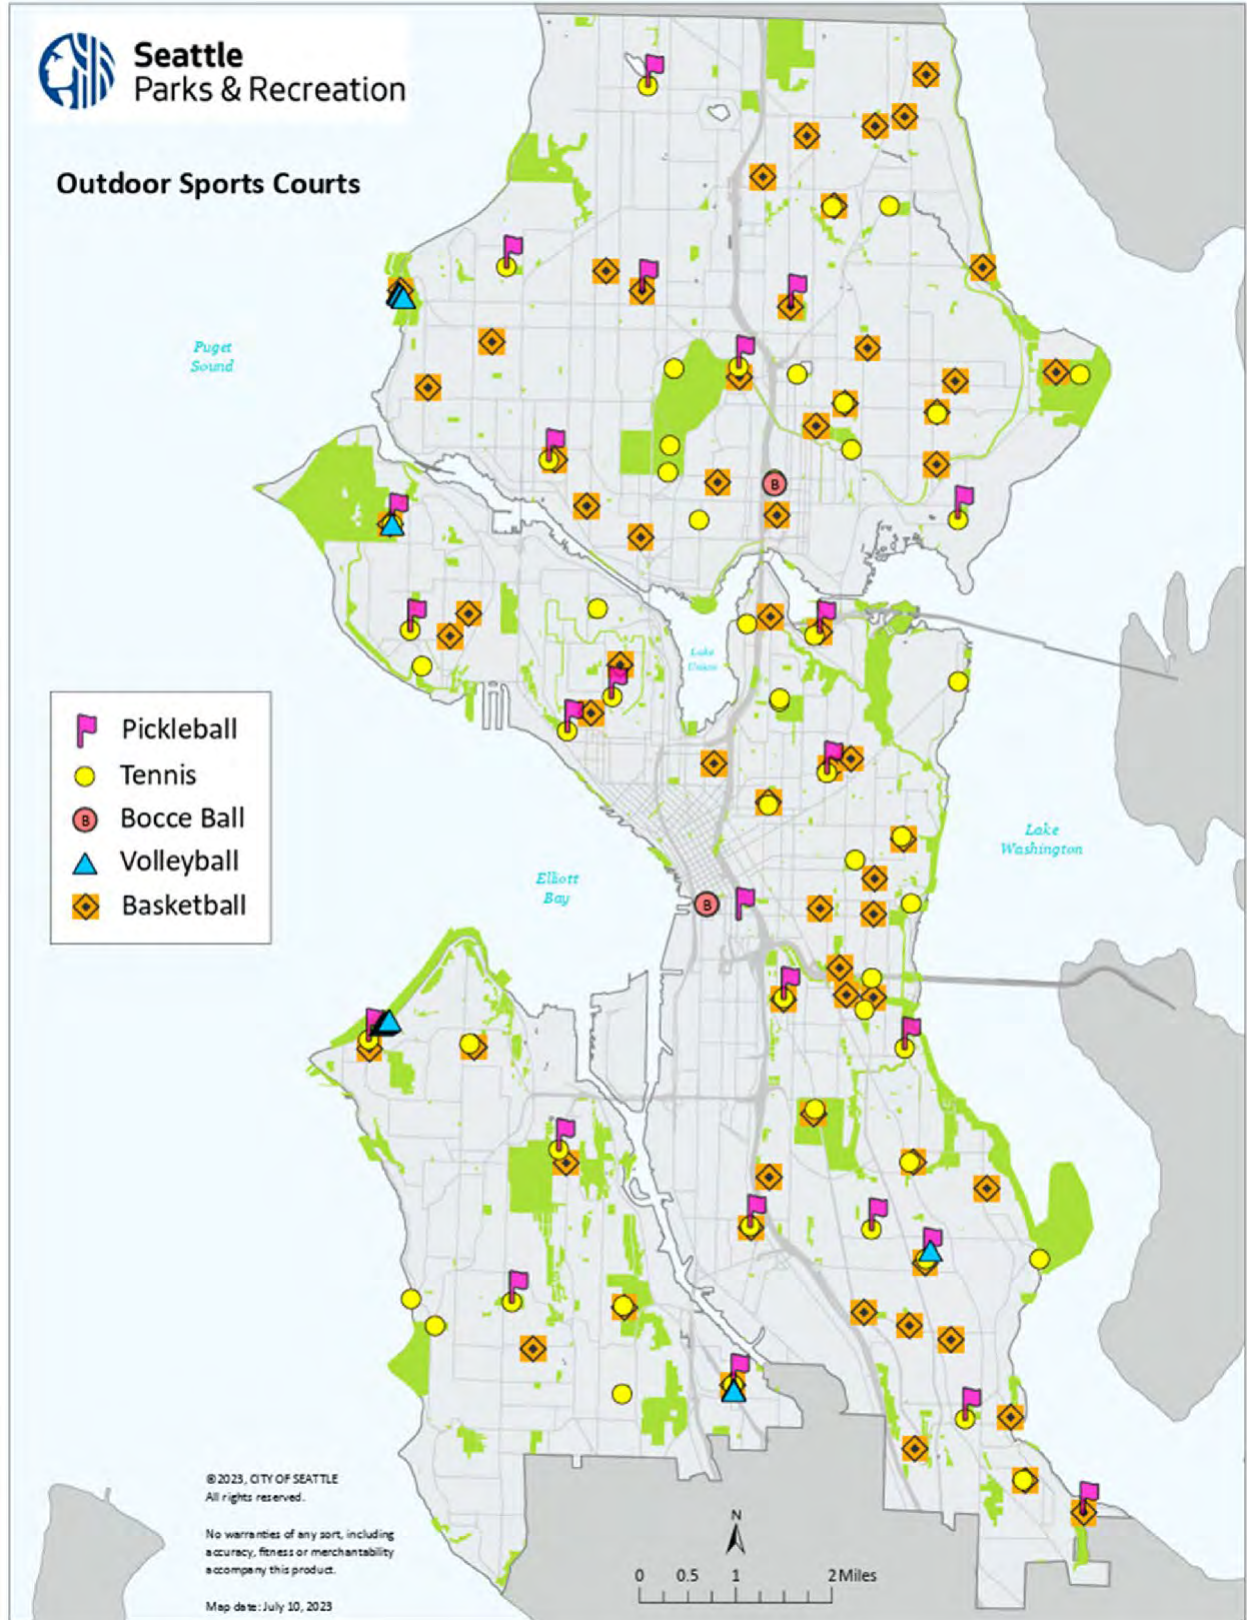 Seattle
Parks & Recreation
Outdoor Sports Courts
Puget
Sound
Lake
Union
Pickleball
Tennis
B Bocce Ball
Volleyball
Basketball
Elliott
Bay
Lake
Washington
B
B
©2023, CITY OF SEATTLE
All rights reserved.
No warranties of any sort, including
accuracy, fitness or merchantability
accompany this product.
Map date: July 10, 2023
N
0 0.5 1 2 Miles